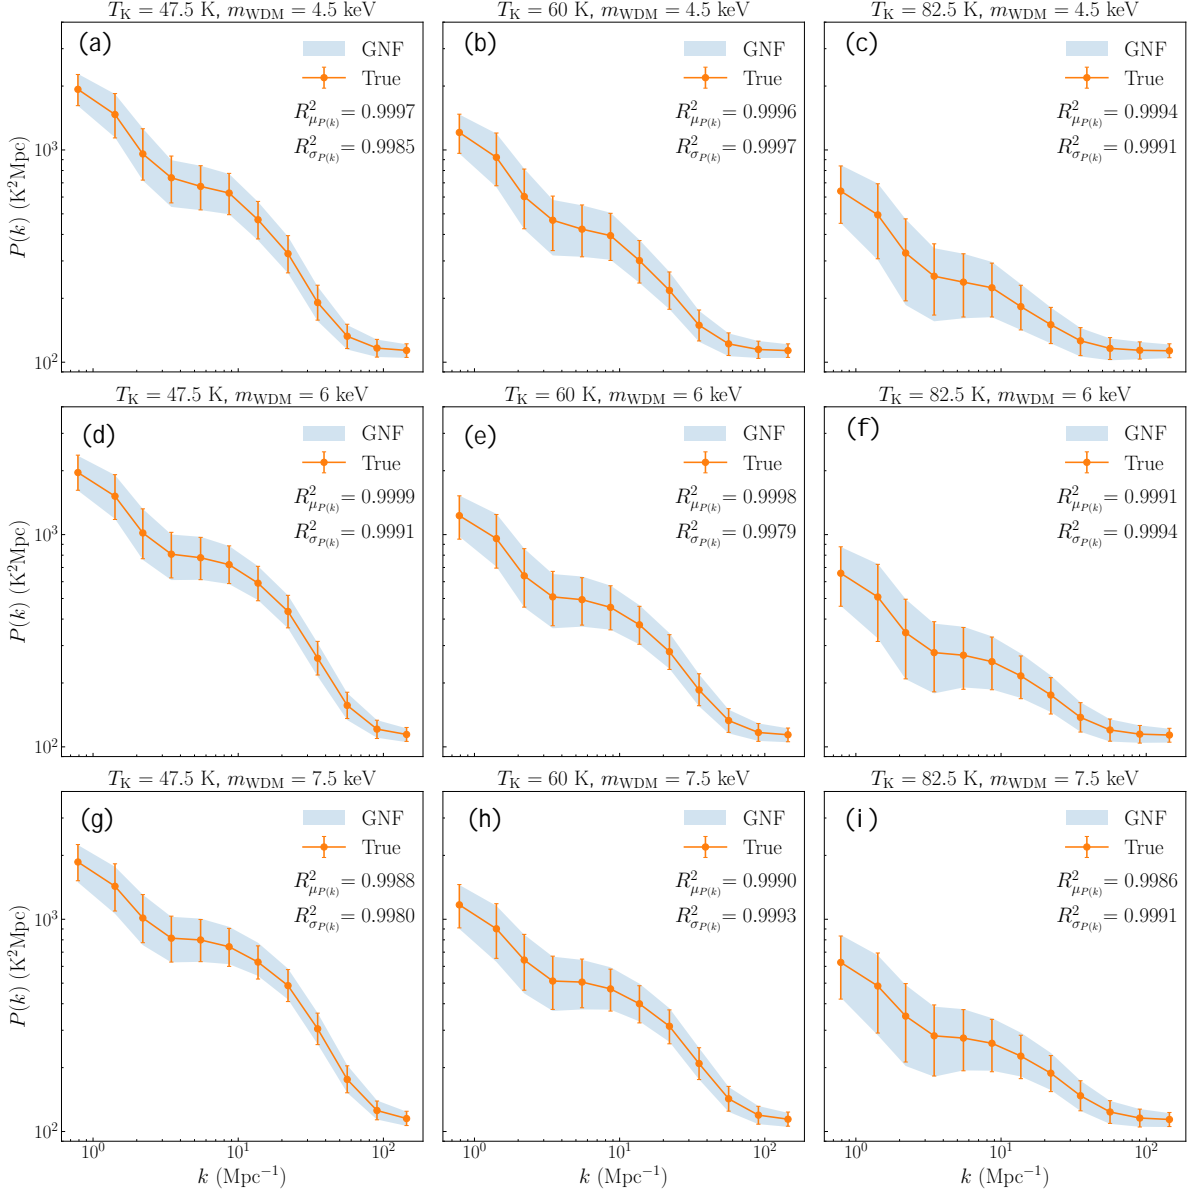 T_K = 47.5 K, m_WDM = 4.5 keV
(a)
GNF
True
R²_μP(k) = 0.9997
R²_σP(k) = 0.9985
10³
10²
P(k) (K²Mpc)
T_K = 60 K, m_WDM = 4.5 keV
(b)
GNF
True
R²_μP(k) = 0.9996
R²_σP(k) = 0.9997
T_K = 82.5 K, m_WDM = 4.5 keV
(c)
GNF
True
R²_μP(k) = 0.9994
R²_σP(k) = 0.9991
T_K = 47.5 K, m_WDM = 6 keV
(d)
GNF
True
R²_μP(k) = 0.9999
R²_σP(k) = 0.9991
10³
10²
P(k) (K²Mpc)
T_K = 60 K, m_WDM = 6 keV
(e)
GNF
True
R²_μP(k) = 0.9998
R²_σP(k) = 0.9979
T_K = 82.5 K, m_WDM = 6 keV
(f)
GNF
True
R²_μP(k) = 0.9991
R²_σP(k) = 0.9994
T_K = 47.5 K, m_WDM = 7.5 keV
(g)
GNF
True
R²_μP(k) = 0.9988
R²_σP(k) = 0.9980
10³
10²
P(k) (K²Mpc)
10⁰ 10¹ 10²
k (Mpc⁻¹)
T_K = 60 K, m_WDM = 7.5 keV
(h)
GNF
True
R²_μP(k) = 0.9990
R²_σP(k) = 0.9993
10⁰ 10¹ 10²
k (Mpc⁻¹)
T_K = 82.5 K, m_WDM = 7.5 keV
(i)
GNF
True
R²_μP(k) = 0.9986
R²_σP(k) = 0.9991
10⁰ 10¹ 10²
k (Mpc⁻¹)